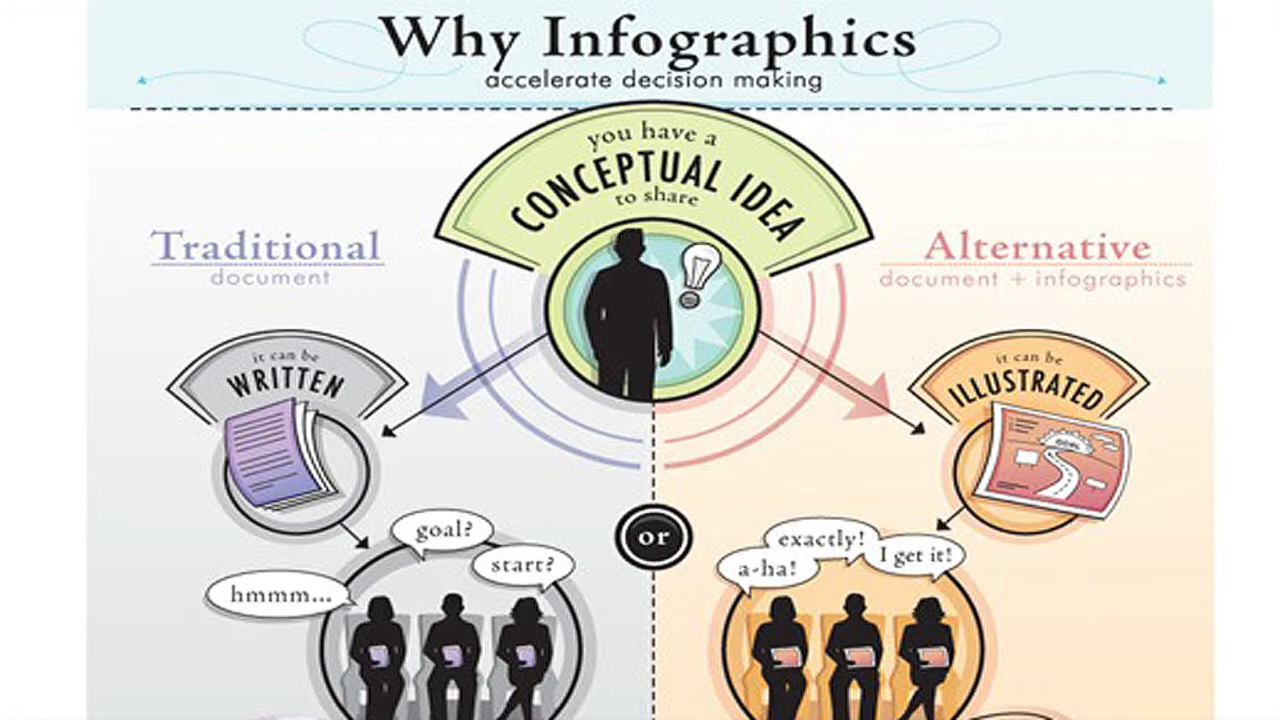 Why Infographics
accelerate decision making
you have a
CONCEPTUAL IDEA
to share
Traditional
document
Alternative
document + infographics
it can be
WRITTEN
it can be
ILLUSTRATED
GOAL
or
goal?
start?
hmmm...
exactly!
a-ha!
I get it!